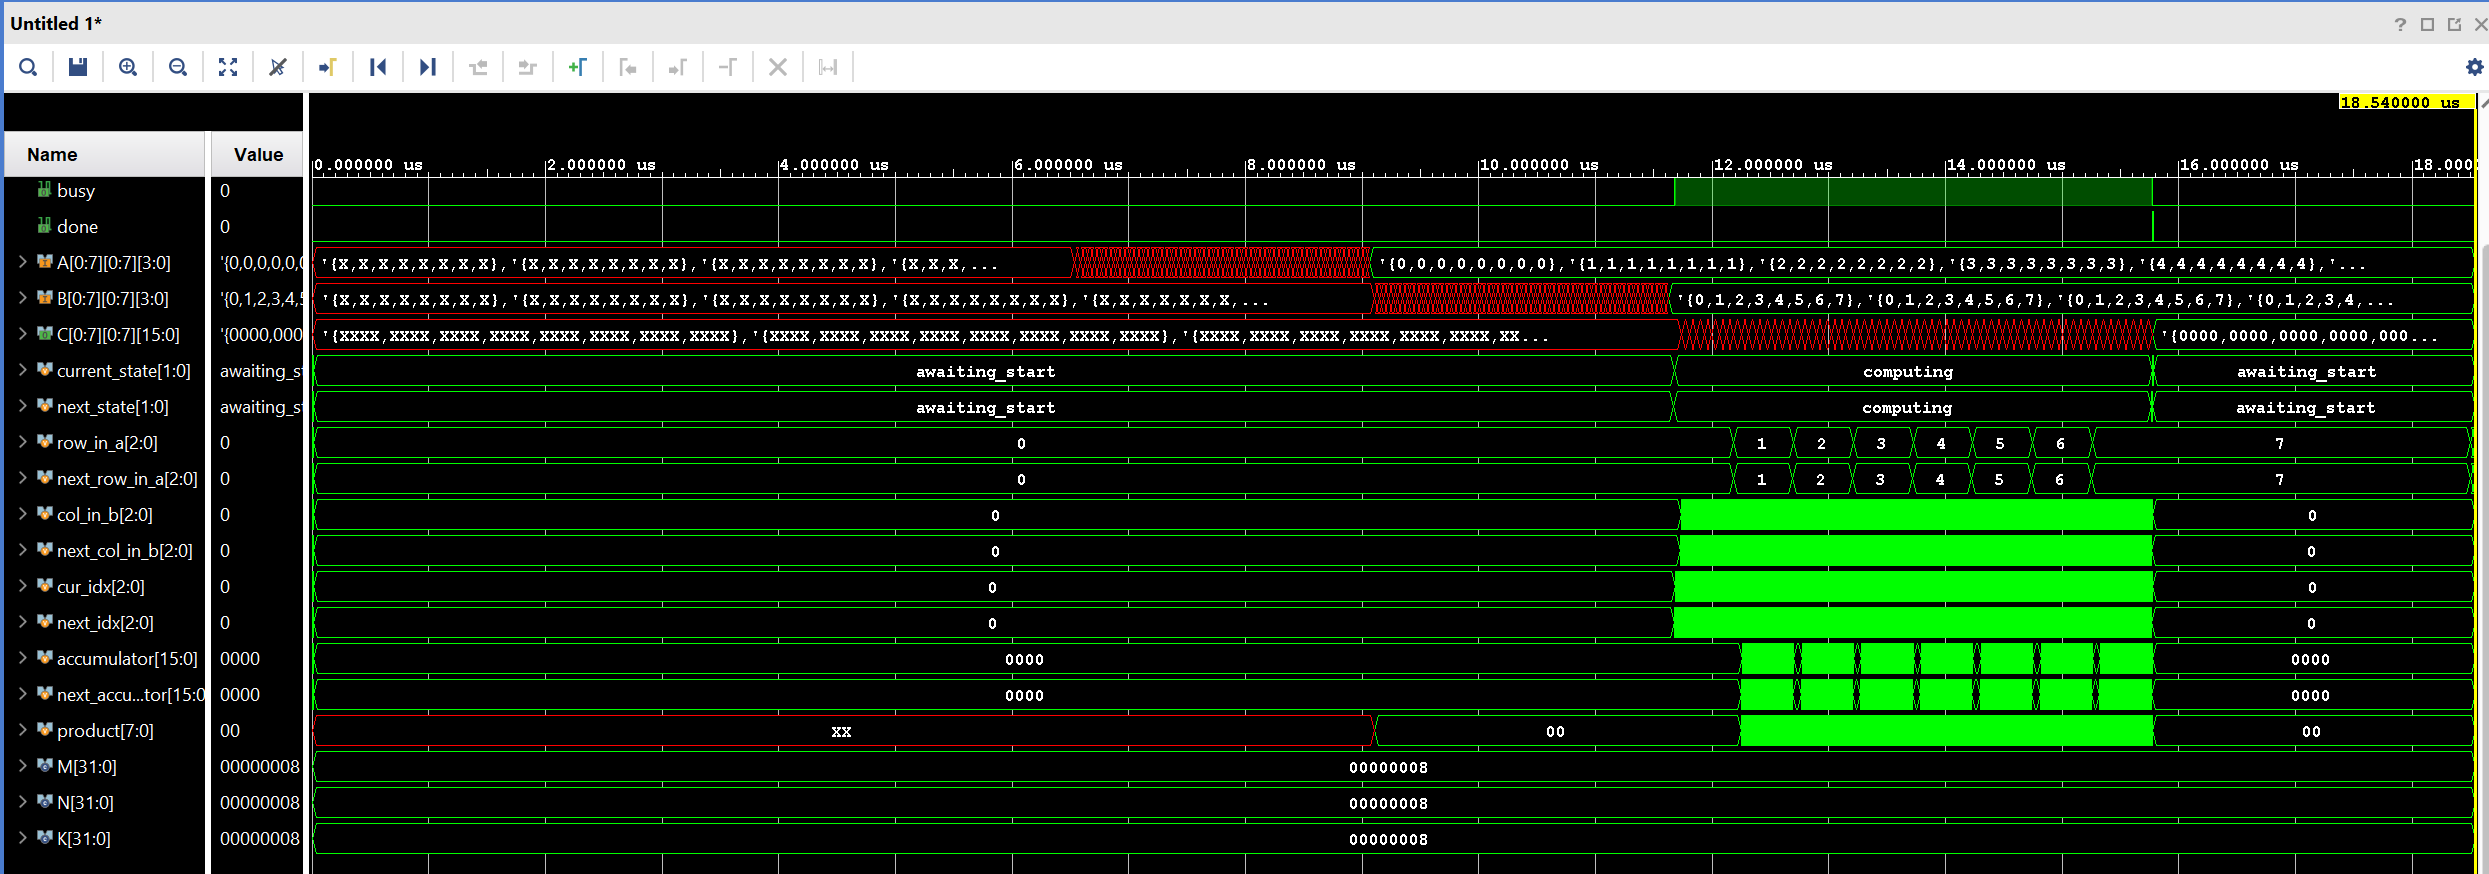 Untitled 1*
18.540000 us
Name Value
0.000000 us 2.000000 us 4.000000 us 6.000000 us 8.000000 us 10.000000 us 12.000000 us 14.000000 us 16.000000 us 18.000
busy 0
done 0
A[0:7][0:7][3:0] '{0,0,0,0,0,0 '{X,X,X,X,X,X,X,X},'{X,X,X,X,X,X,X,X},'{X,X,X,X,X,X,X,X},'{X,X,X,... '{0,0,0,0,0,0,0,0},'{1,1,1,1,1,1,1,1},'{2,2,2,2,2,2,2,2},'{3,3,3,3,3,3,3,3},'{4,4,4,4,4,4,4,4},'...
B[0:7][0:7][3:0] '{0,1,2,3,4,5 '{X,X,X,X,X,X,X,X},'{X,X,X,X,X,X,X,X},'{X,X,X,X,X,X,X,X},'{X,X,X,X,X,X,X,X},'{X,X,X,X,X,X,X,... '{0,1,2,3,4,5,6,7},'{0,1,2,3,4,5,6,7},'{0,1,2,3,4,5,6,7},'{0,1,2,3,4,...
C[0:7][0:7][15:0] '{0000,000 '{XXXX,XXXX,XXXX,XXXX,XXXX,XXXX,XXXX,XXXX},'{XXXX,XXXX,XXXX,XXXX,XXXX,XXXX,XXXX,XXXX},'{XXXX,XXXX,XXXX,XXXX,XXXX,XXXX,XX... '{0000,0000,0000,0000,000...
current_state[1:0] awaiting_s awaiting_start computing awaiting_start
next_state[1:0] awaiting_s awaiting_start computing awaiting_start
row_in_a[2:0] 0 0 1 2 3 4 5 6 7
next_row_in_a[2:0] 0 0 1 2 3 4 5 6 7
col_in_b[2:0] 0 0 0
next_col_in_b[2:0] 0 0 0
cur_idx[2:0] 0 0 0
next_idx[2:0] 0 0 0
accumulator[15:0] 0000 0000 0000
next_accu...tor[15:0 0000 0000 0000
product[7:0] 00 XX 00 00
M[31:0] 00000008 00000008
N[31:0] 00000008 00000008
K[31:0] 00000008 00000008